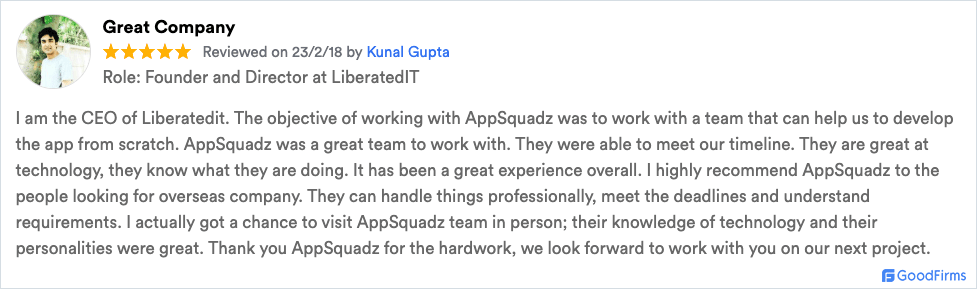 Great Company
Reviewed on 23/2/18 by Kunal Gupta
Role: Founder and Director at LiberatedIT
I am the CEO of Liberatedit. The objective of working with AppSquadz was to work with a team that can help us to develop
the app from scratch. AppSquadz was a great team to work with. They were able to meet our timeline. They are great at
technology, they know what they are doing. It has been a great experience overall. I highly recommend AppSquadz to the
people looking for overseas company. They can handle things professionally, meet the deadlines and understand
requirements. I actually got a chance to visit AppSquadz team in person; their knowledge of technology and their
personalities were great. Thank you AppSquadz for the hardwork, we look forward to work with you on our next project.
GoodFirms